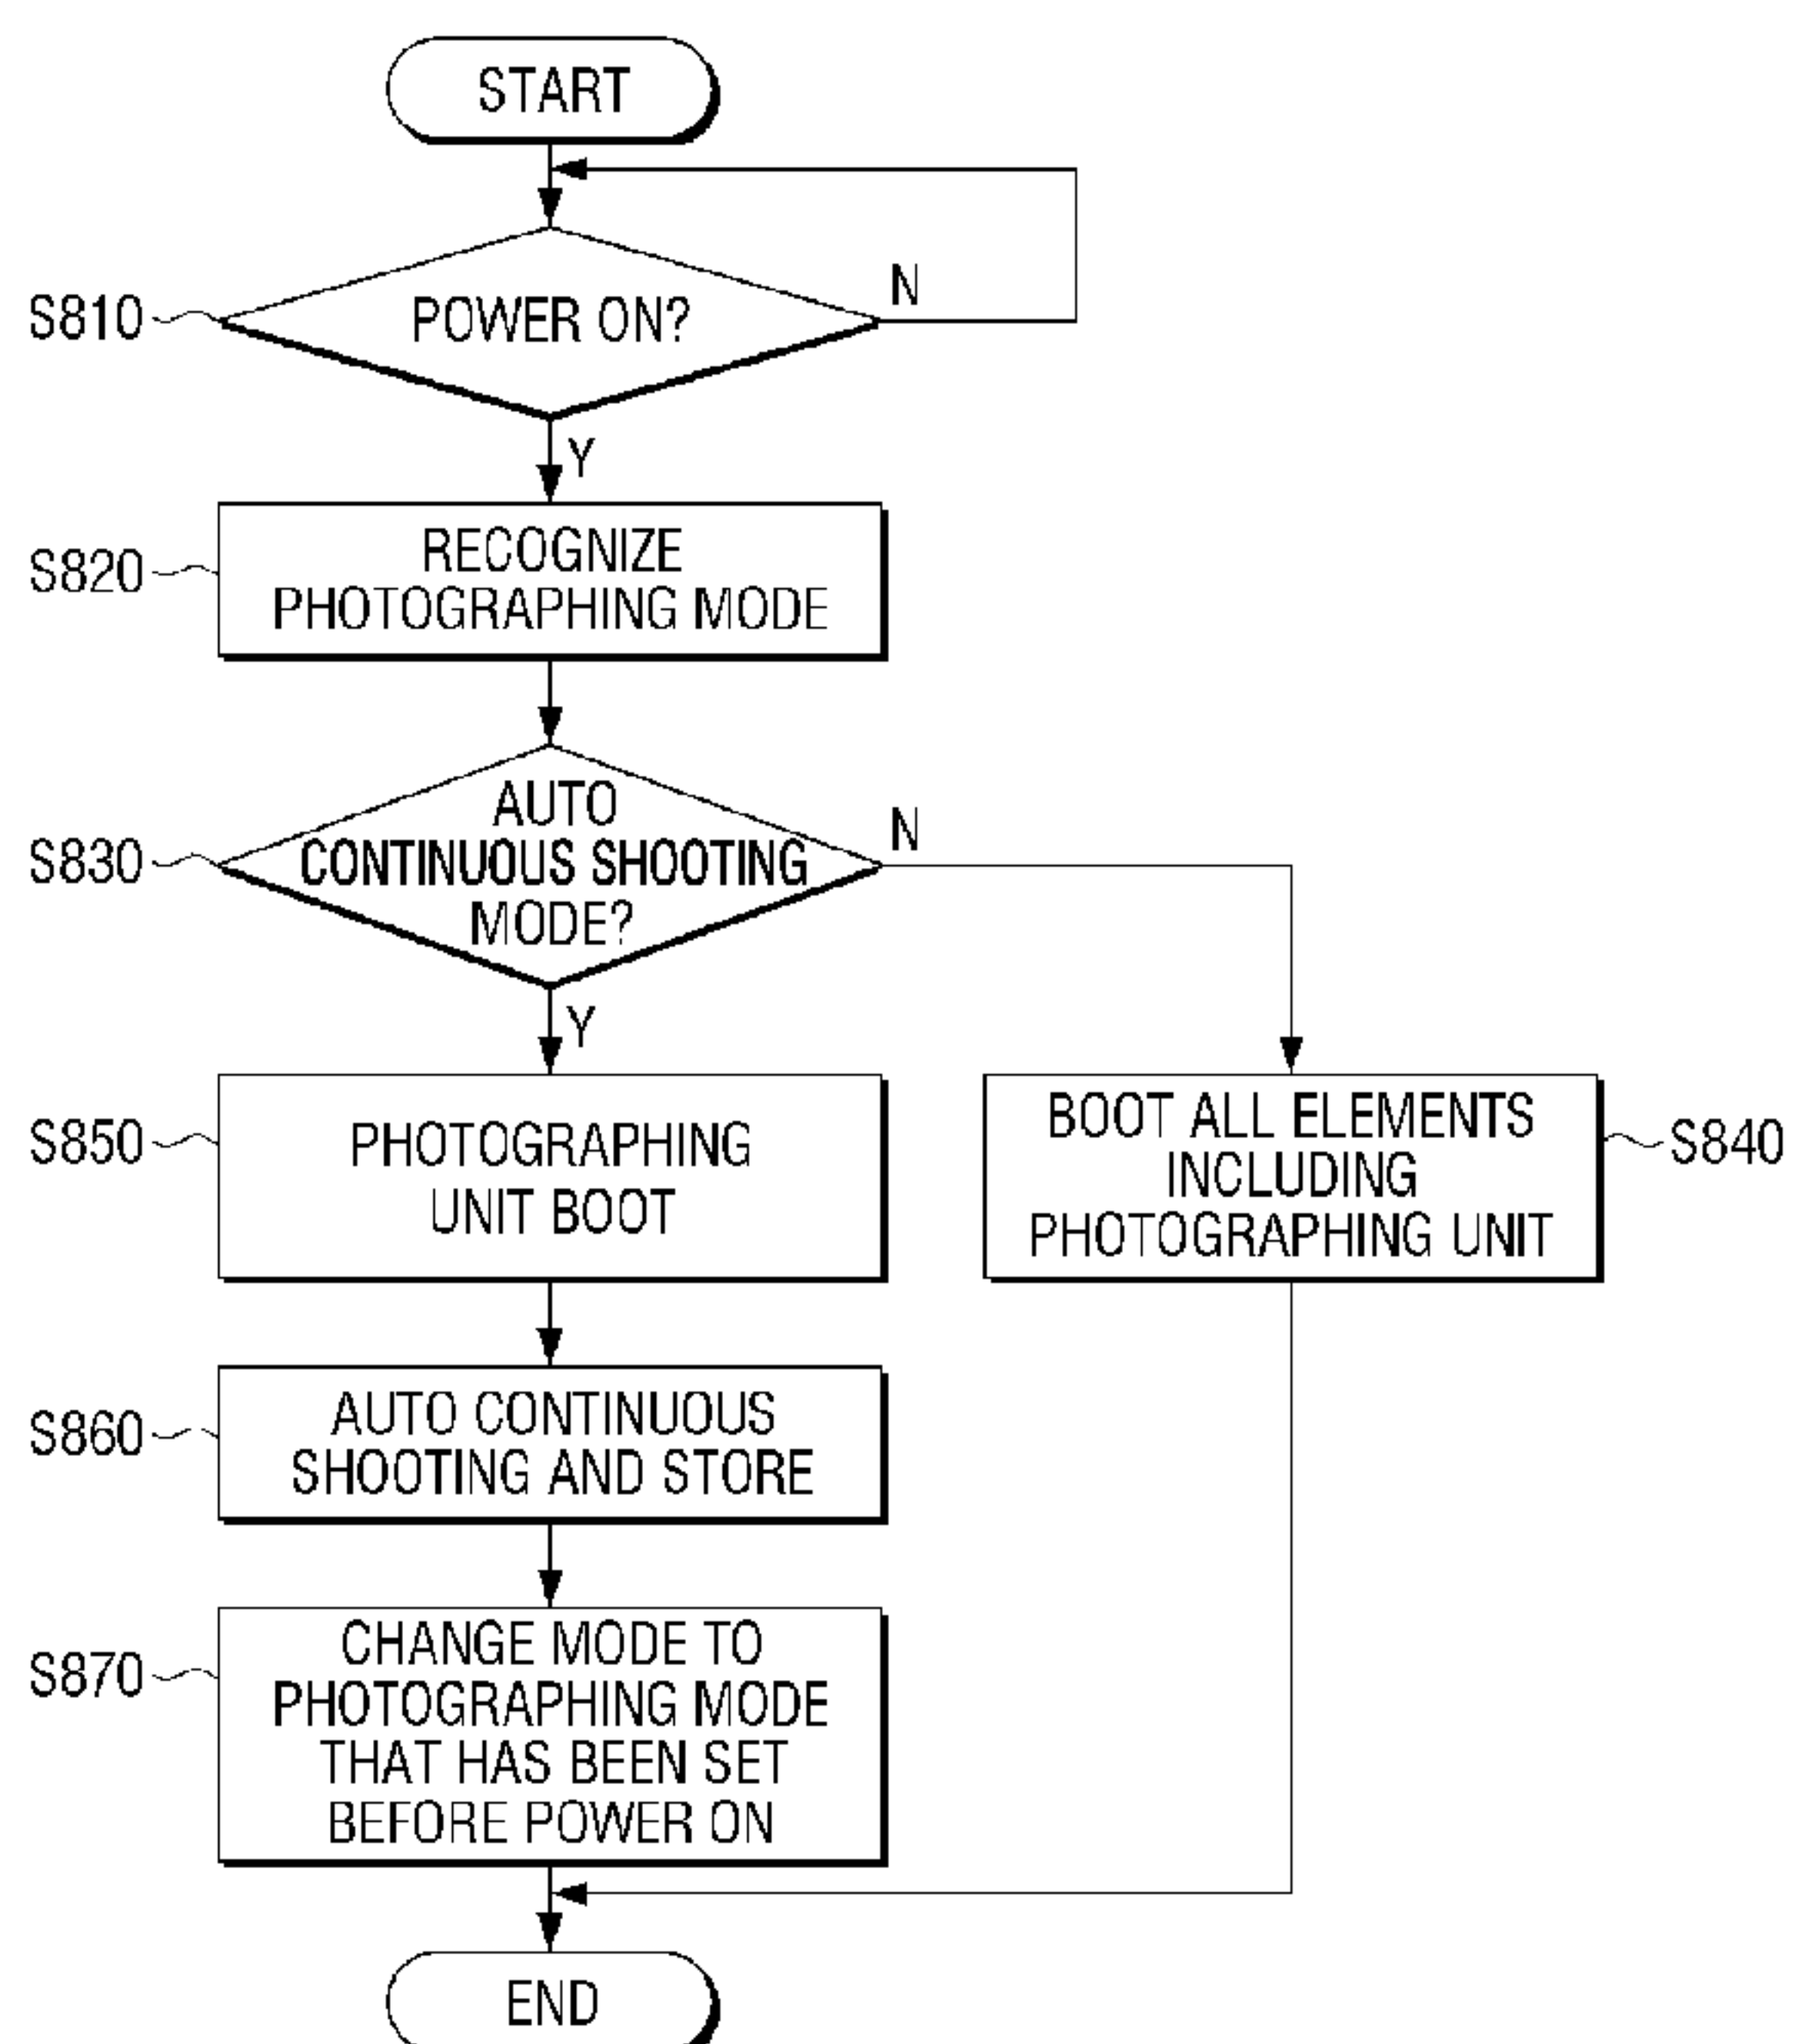 START
N
S810
POWER ON?
Y
S820
RECOGNIZE
PHOTOGRAPHING MODE
N
S830
AUTO
CONTINUOUS SHOOTING
MODE?
Y
S850
PHOTOGRAPHING
UNIT BOOT
BOOT ALL ELEMENTS
INCLUDING
PHOTOGRAPHING UNIT
S840
S860
AUTO CONTINUOUS
SHOOTING AND STORE
S870
CHANGE MODE TO
PHOTOGRAPHING MODE
THAT HAS BEEN SET
BEFORE POWER ON
END